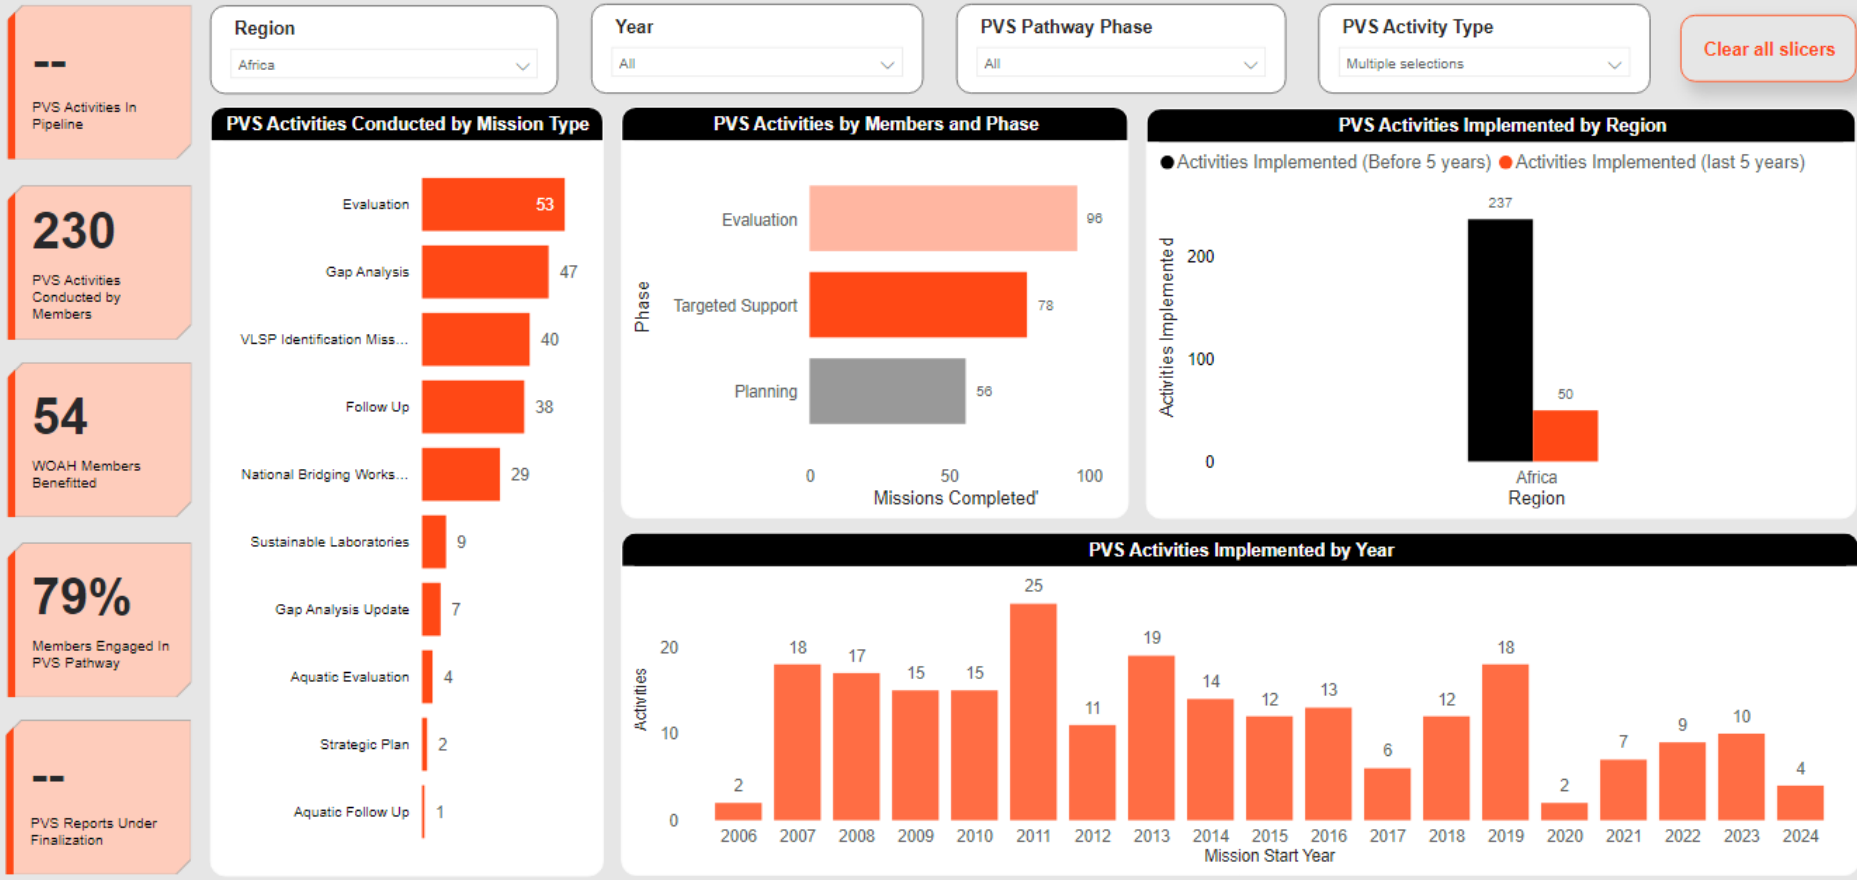 --
PVS Activities In
Pipeline
230
PVS Activities
Conducted by
Members
54
WOAH Members
Benefitted
79%
Members Engaged In
PVS Pathway
--
PVS Reports Under
Finalization
Region
Africa
Year
All
PVS Pathway Phase
All
PVS Activity Type
Multiple selections
Clear all slicers
PVS Activities Conducted by Mission Type
Evaluation 53
Gap Analysis 47
VLSP Identification Miss... 40
Follow Up 38
National Bridging Works... 29
Sustainable Laboratories 9
Gap Analysis Update 7
Aquatic Evaluation 4
Strategic Plan 2
Aquatic Follow Up 1
PVS Activities by Members and Phase
Phase
Evaluation 96
Targeted Support 78
Planning 56
0 50 100
Missions Completed'
PVS Activities Implemented by Region
Activities Implemented (Before 5 years) Activities Implemented (last 5 years)
Activities Implemented
237
200
100
50
0
Africa
Region
PVS Activities Implemented by Year
Activities
20
10
0
2 18 17 15 15 25 11 19 14 12 13 6 12 18 2 7 9 10 4
2006 2007 2008 2009 2010 2011 2012 2013 2014 2015 2016 2017 2018 2019 2020 2021 2022 2023 2024
Mission Start Year